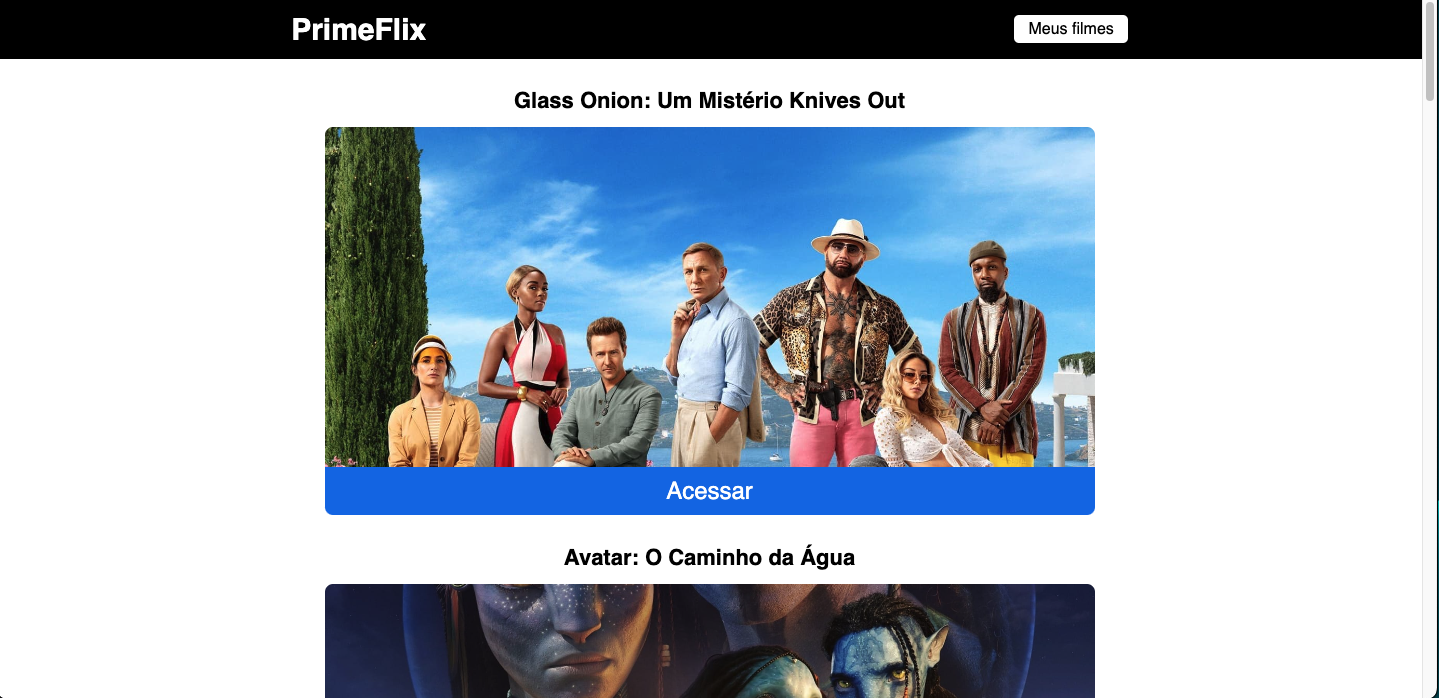 PrimeFlix
Meus filmes
Glass Onion: Um Mistério Knives Out
Acessar
Avatar: O Caminho da Água